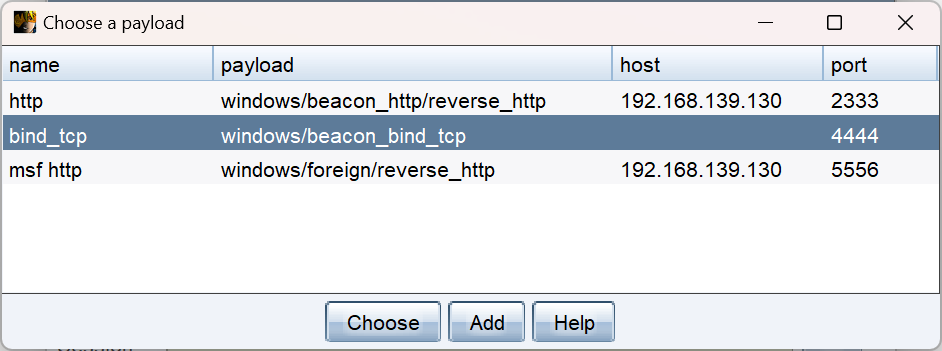 Choose a payload
name payload host port
http windows/beacon_http/reverse_http 192.168.139.130 2333
bind_tcp windows/beacon_bind_tcp 4444
msf http windows/foreign/reverse_http 192.168.139.130 5556
Choose Add Help